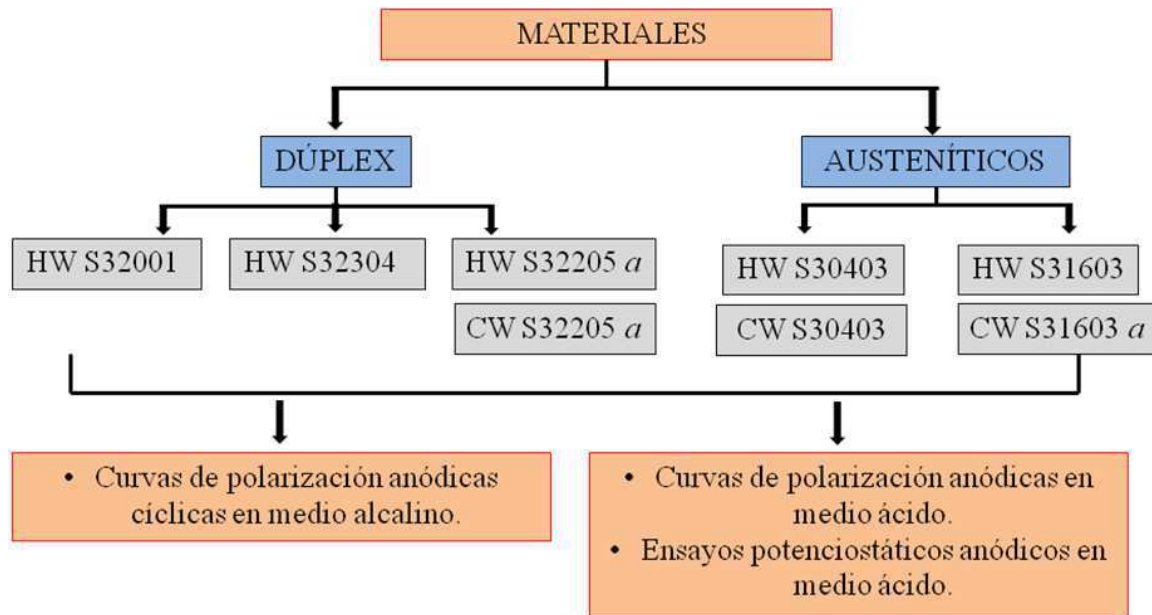 MATERIALES
DÚPLEX
AUSTENÍTICOS
HW S32001
HW S32304
HW S32205 a
CW S32205 a
HW S30403
CW S30403
HW S31603
CW S31603 a
• Curvas de polarización anódicas
cíclicas en medio alcalino.
• Curvas de polarización anódicas en
medio ácido.
• Ensayos potenciostáticos anódicos en
medio ácido.